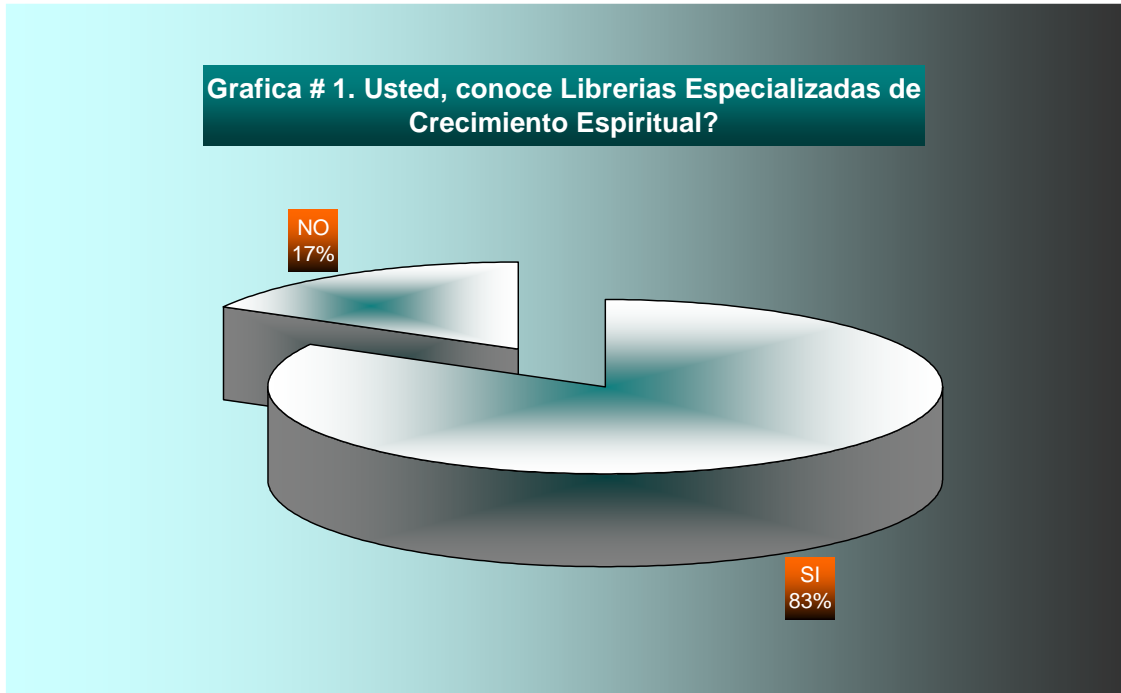 Grafica # 1. Usted, conoce Librerias Especializadas de
Crecimiento Espiritual?
NO
17%
SI
83%